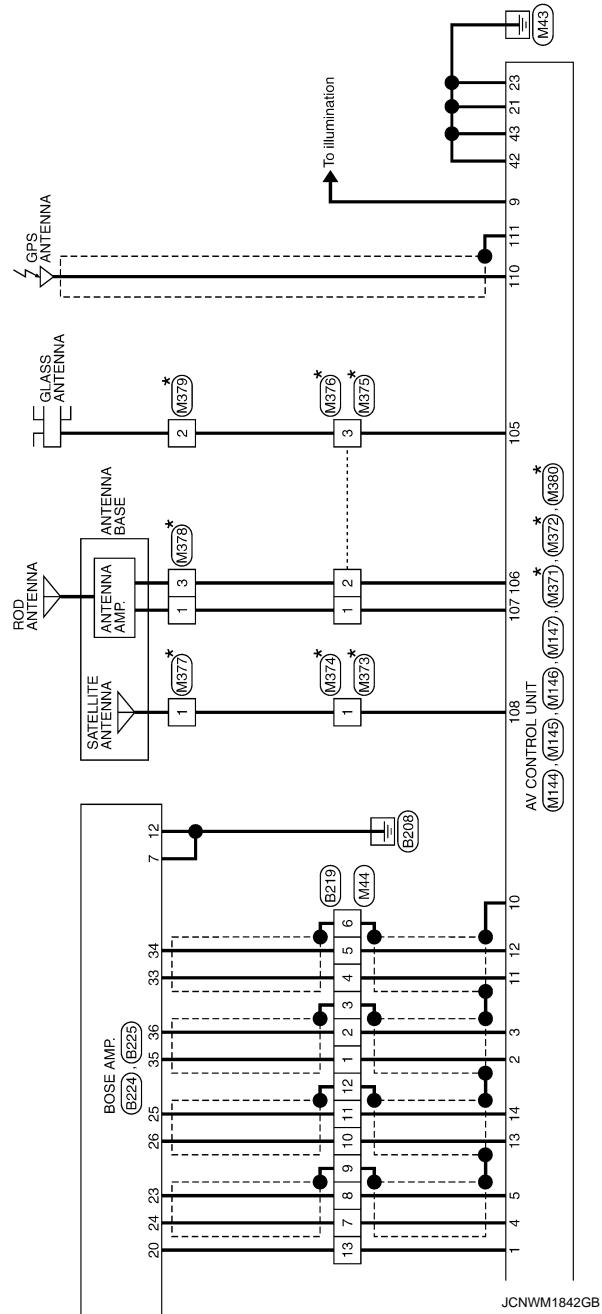 GPS
ANTENNA
To illumination
M43
GLASS
ANTENNA
* M379
* M376
* M375
2
3
105
110
111
9
42
43
21
23
ROD
ANTENNA
ANTENNA
BASE
ANTENNA
AMP.
SATELLITE
ANTENNA
* M378
* M377
* M374
* M373
1
3
1
1
2
1
108
107
106
BOSE AMP.
B224 , B225
20
24
23
26
25
35
36
33
34
7
12
B208
B219
M44
13
7
8
9
10
11
12
1
2
3
4
5
6
1
4
5
13
14
2
3
11
12
10
AV CONTROL UNIT
M144 , M145 , M146 , M147 , M371 * , M372 * , M380 *
JCNWM1842GB